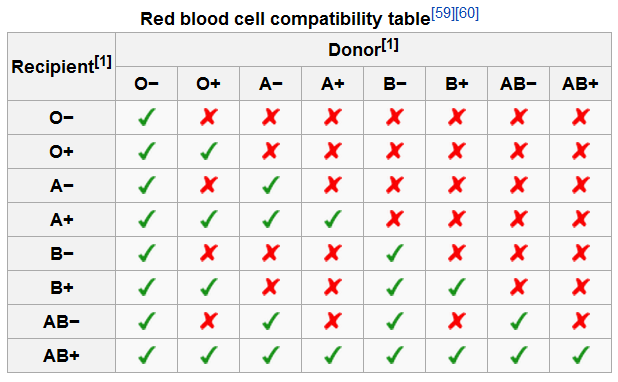 Red blood cell compatibility table[59][60]
Recipient[1]
Donor[1]
O− O+ A− A+ B− B+ AB− AB+
O− ✓ ✗ ✗ ✗ ✗ ✗ ✗ ✗
O+ ✓ ✓ ✗ ✗ ✗ ✗ ✗ ✗
A− ✓ ✗ ✓ ✗ ✗ ✗ ✗ ✗
A+ ✓ ✓ ✓ ✓ ✗ ✗ ✗ ✗
B− ✓ ✗ ✗ ✗ ✓ ✗ ✗ ✗
B+ ✓ ✓ ✗ ✗ ✓ ✓ ✗ ✗
AB− ✓ ✗ ✓ ✗ ✓ ✗ ✓ ✗
AB+ ✓ ✓ ✓ ✓ ✓ ✓ ✓ ✓